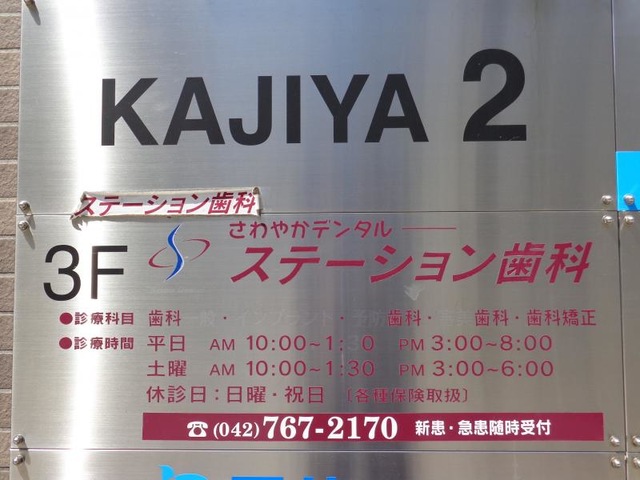 KAJIYA 2
ステーション歯科
さわやかデンタル
3F ステーション歯科
●診療科目 歯科 ・インプラント・予防歯科・ 歯科・歯科矯正
●診療時間 平日 AM 10:00~1:30 PM 3:00~8:00
土曜 AM 10:00~1:30 PM 3:00~6:00
休診日:日曜・祝日 〔各種保険取扱〕
☎(042)767-2170 新患・急患随時受付